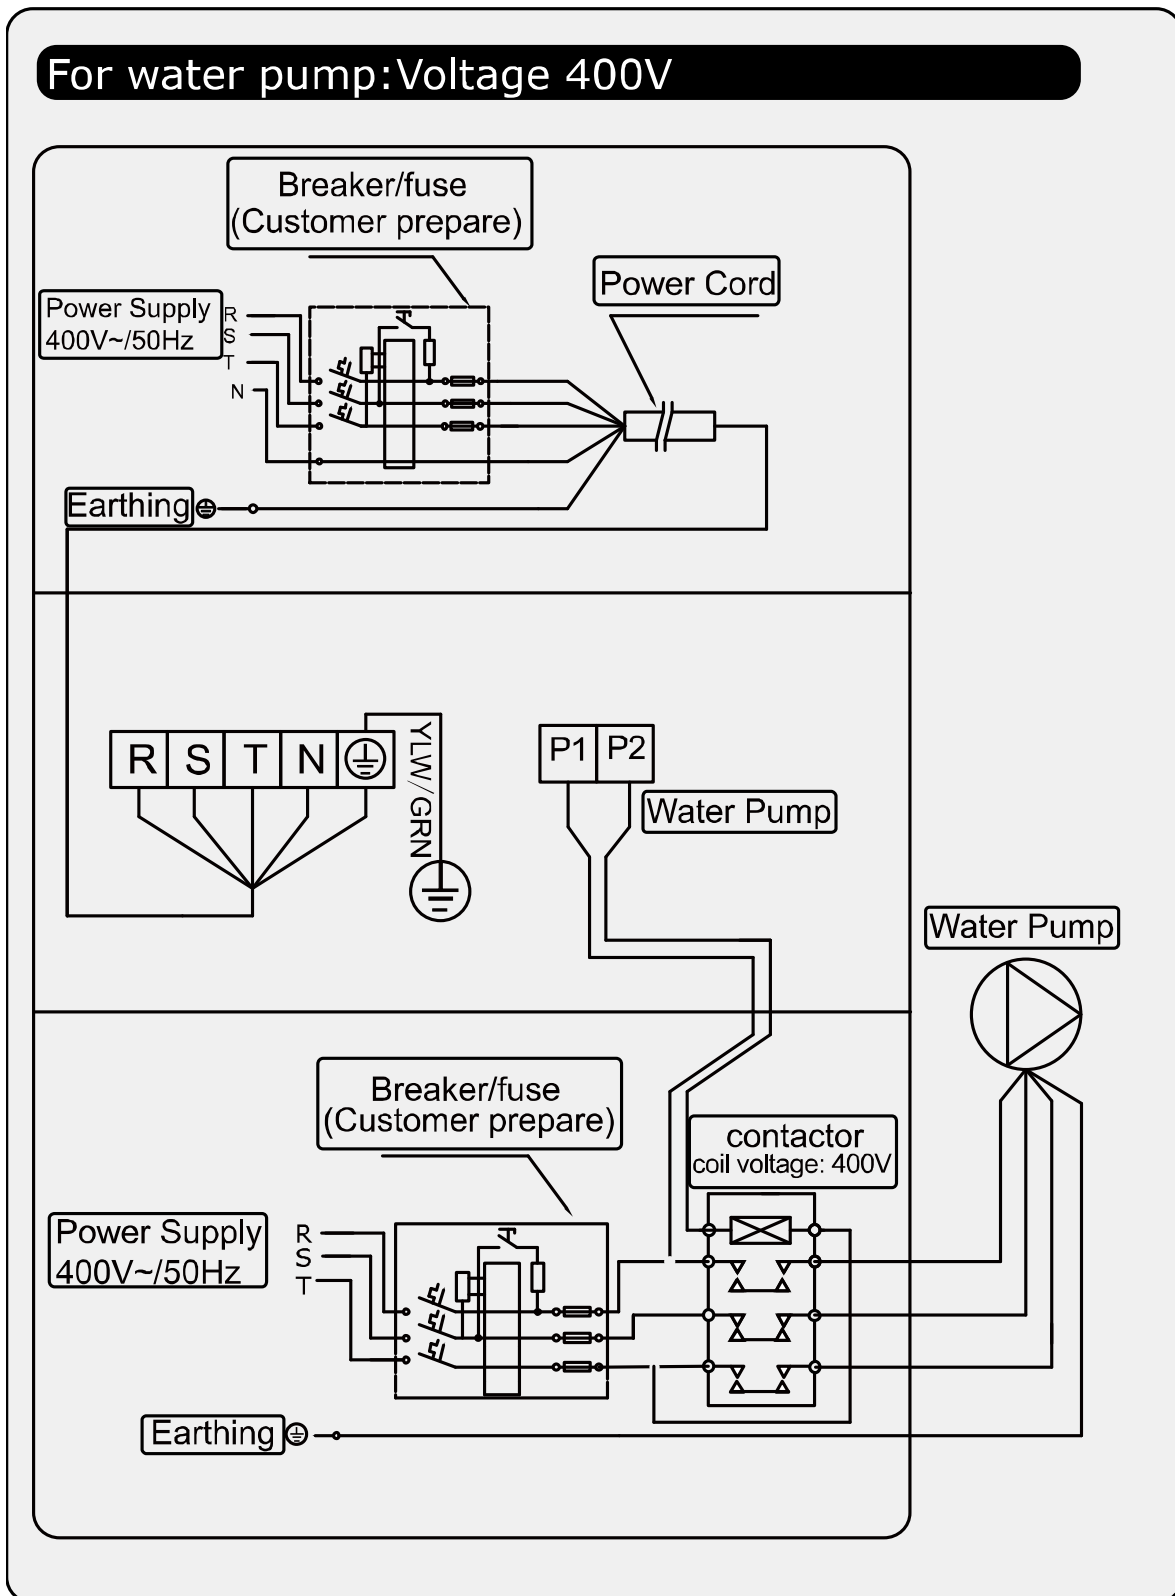 For water pump:Voltage 400V
Breaker/fuse
(Customer prepare)
Power Cord
Power Supply
400V~/50Hz
R
S
T
N
Earthing
R S T N
YLW/GRN
P1 P2
Water Pump
Water Pump
Breaker/fuse
(Customer prepare)
contactor
coil voltage: 400V
Power Supply
400V~/50Hz
R
S
T
Earthing